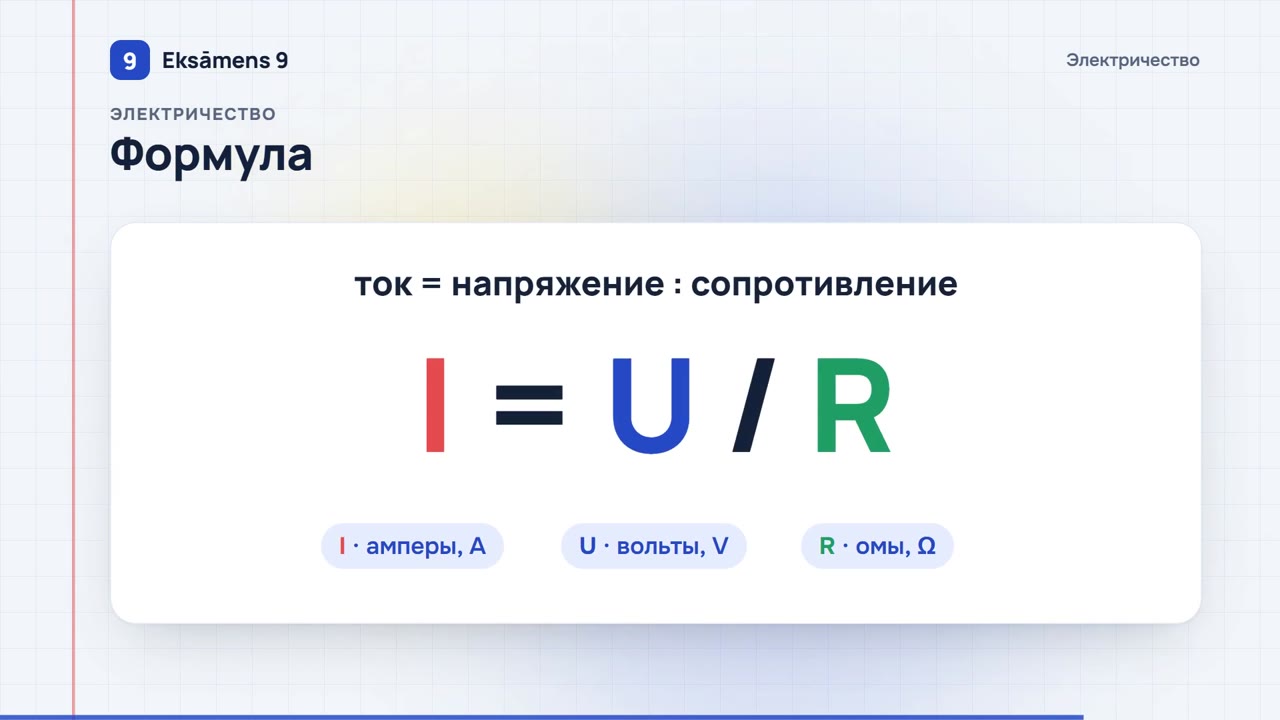 9 Eksāmens 9
Электричество
ЭЛЕКТРИЧЕСТВО
Формула
ток = напряжение : сопротивление
I = U / R
I · амперы, А
U · вольты, V
R · омы, Ω